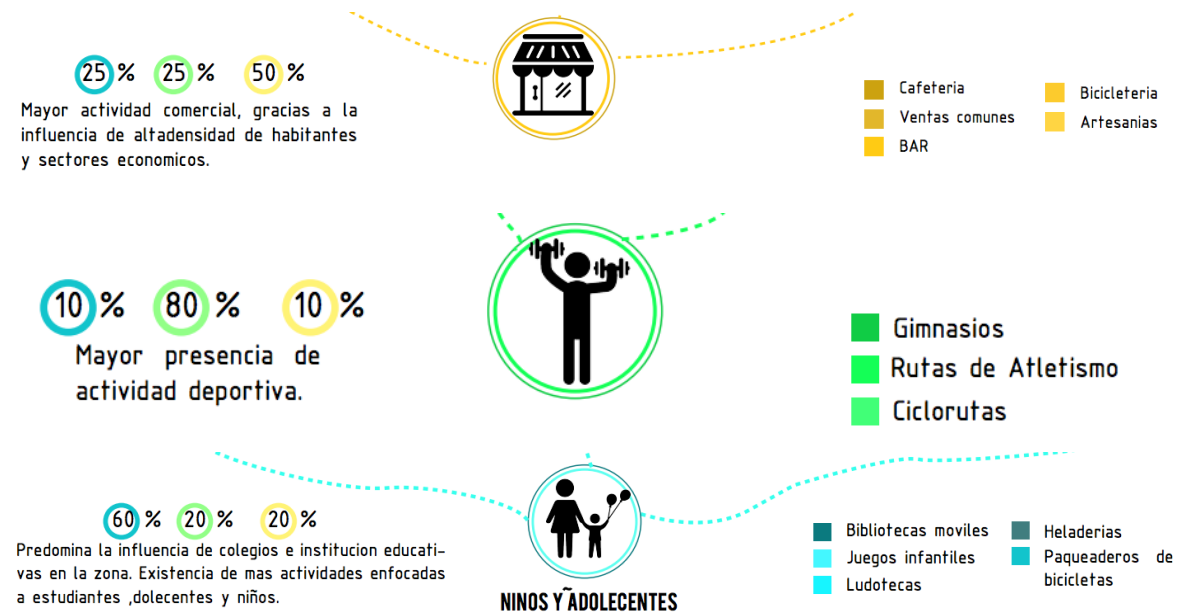 25 % 25 % 50 %
Mayor actividad comercial, gracias a la
influencia de altadensidad de habitantes
y sectores economicos.
Cafeteria
Ventas comunes
BAR
Bicicleteria
Artesanias
10 % 80 % 10 %
Mayor presencia de
actividad deportiva.
Gimnasios
Rutas de Atletismo
Ciclorutas
60 % 20 % 20 %
Predomina la influencia de colegios e institucion educati-
vas en la zona. Existencia de mas actividades enfocadas
a estudiantes ,dolecentes y niños.
NINOS Y ̃ADOLECENTES
Bibliotecas moviles
Juegos infantiles
Ludotecas
Heladerias
Paqueaderos de
bicicletas